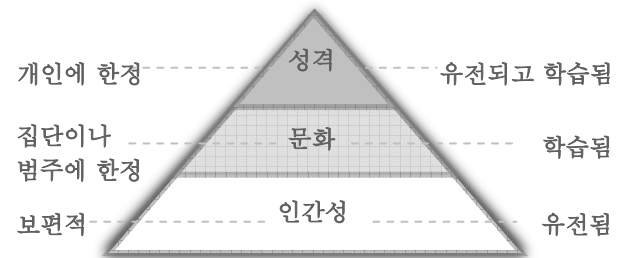 성격
개인에 한정
유전되고 학습됨
집단이나
범주에 한정
문화
학습됨
보편적
인간성
유전됨